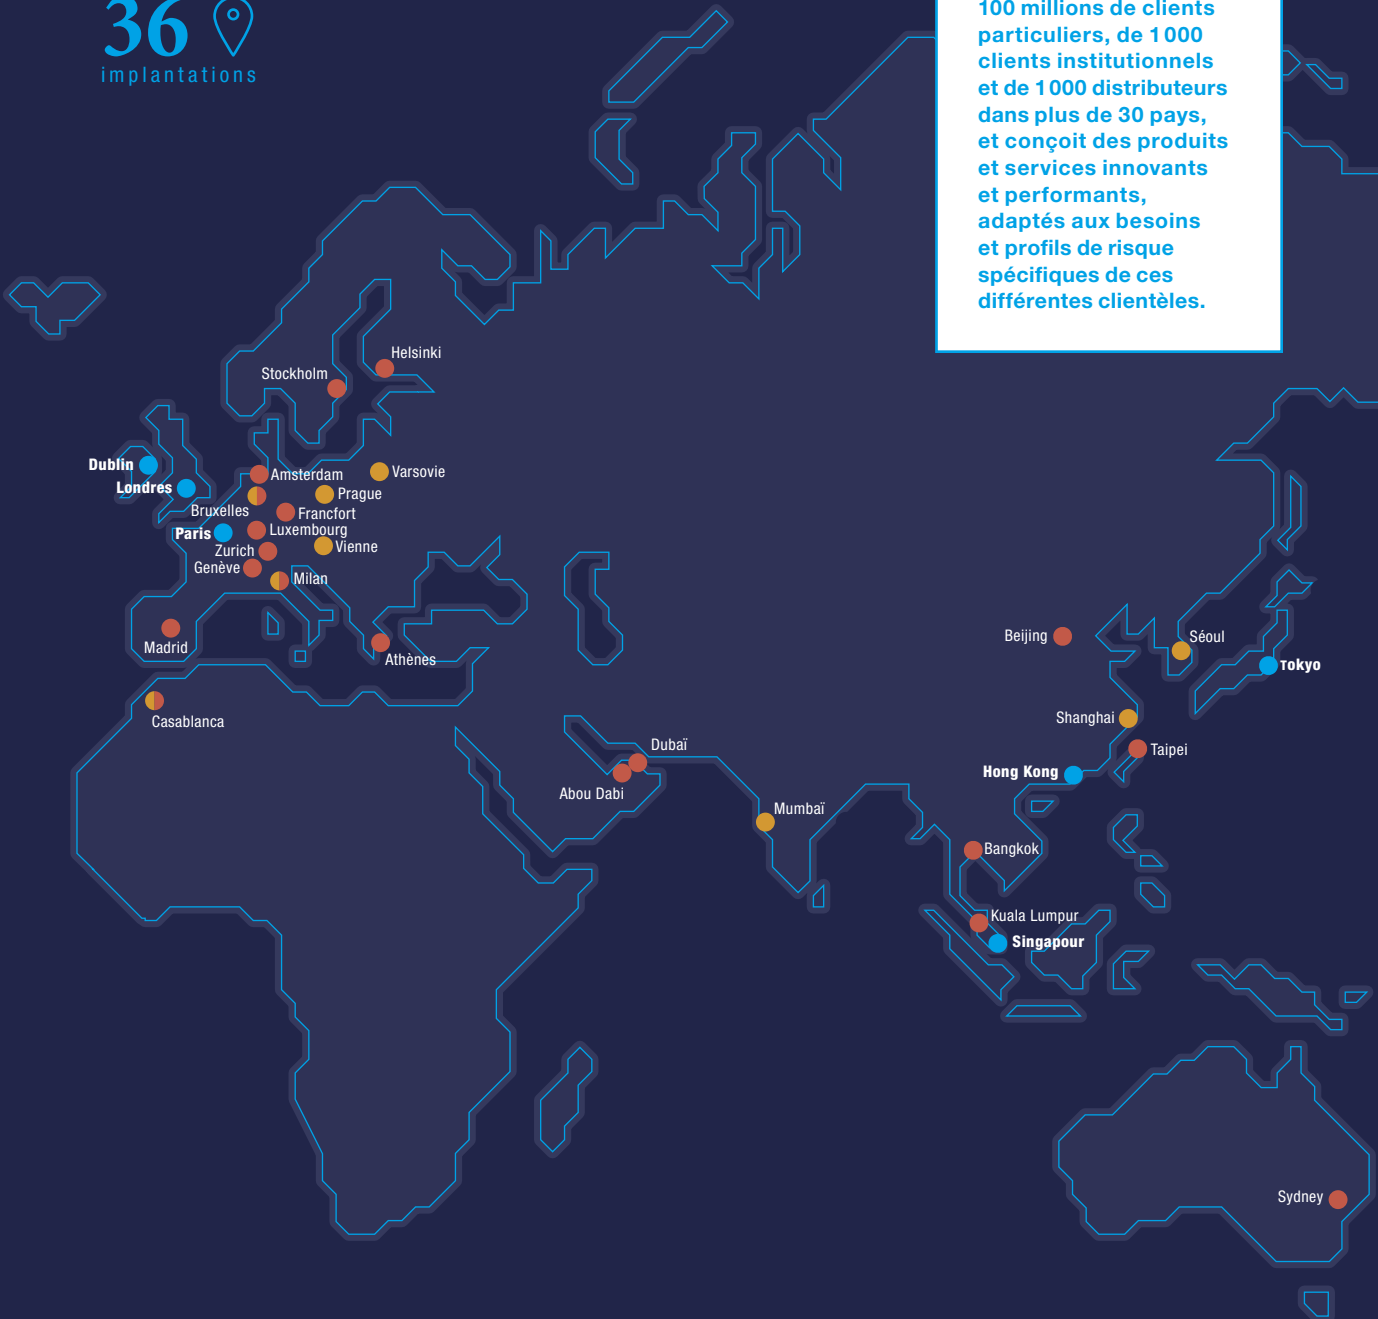 36
implantations
100 millions de clients
particuliers, de 1 000
clients institutionnels
et de 1 000 distributeurs
dans plus de 30 pays,
et conçoit des produits
et services innovants
et performants,
adaptés aux besoins
et profils de risque
spécifiques de ces
différentes clientèles.
Helsinki
Stockholm
Dublin
Amsterdam
Varsovie
Londres
Prague
Bruxelles
Francfort
Paris
Luxembourg
Zurich
Vienne
Genève
Milan
Madrid
Athènes
Casablanca
Beijing
Séoul
Tokyo
Shanghai
Dubaï
Taipei
Hong Kong
Abou Dabi
Mumbaï
Bangkok
Kuala Lumpur
Singapour
Sydney